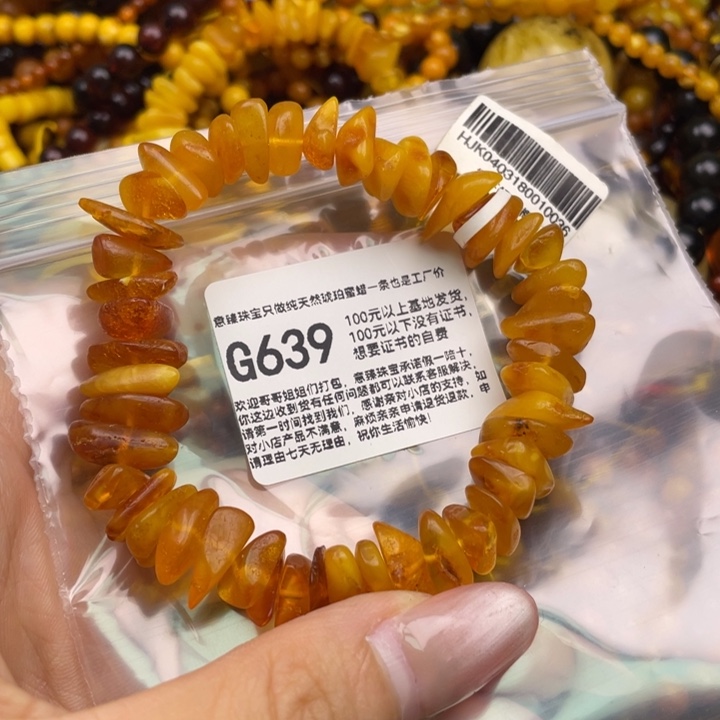 HJK0403180010026
意臻珠宝只做纯天然琥珀蜜蜡一条也是工厂价
G639
100元以上基地发货，
100元以下没有证书，
想要证书的自费
欢迎哥哥姐姐们打包，意臻珠宝承诺假一陪十，
你这边收到货有任何问题都可以联系客服解决，
请第一时间找到我们，感谢亲对小店的支持，如
对小店产品不满意，麻烦亲亲申请退货退款，申
请理由七天无理由，祝你生活愉快！